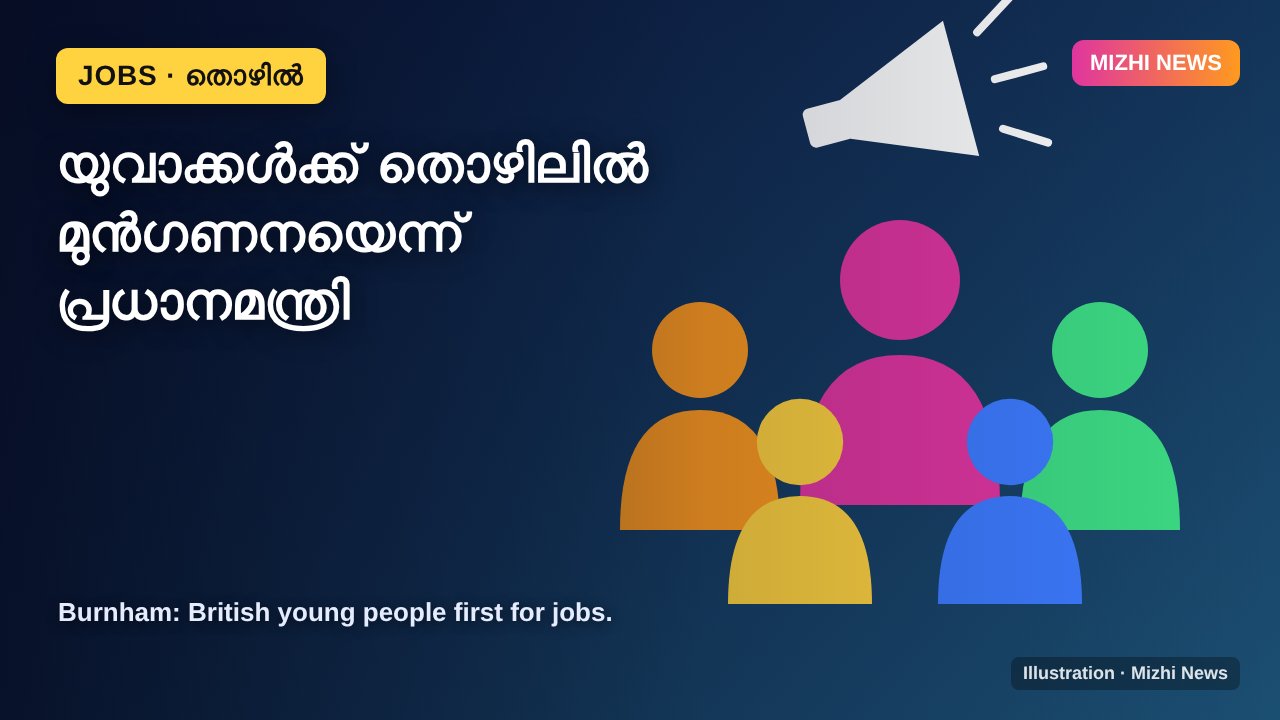 JOBS · തൊഴിൽ
MIZHI NEWS
യുവാക്കൾക്ക് തൊഴിലിൽ
മുൻഗണനയെന്ന്
പ്രധാനമന്ത്രി
Burnham: British young people first for jobs.
Illustration · Mizhi News